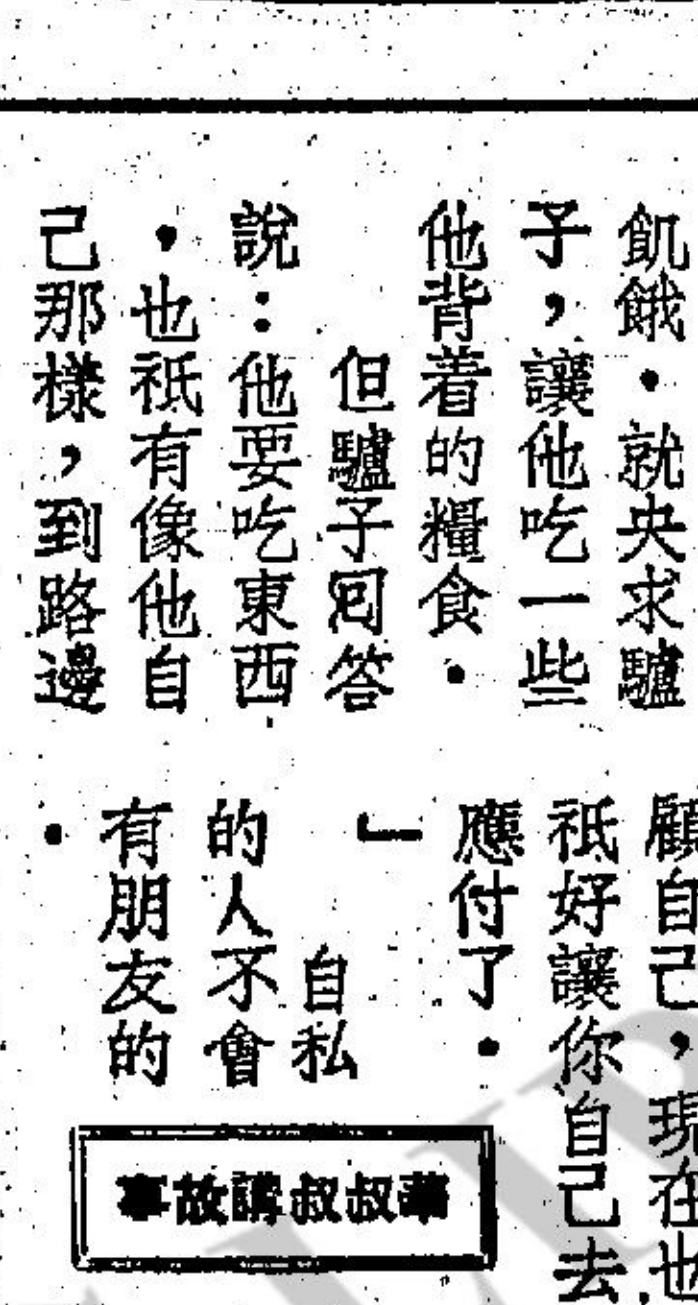 飢餓．就央求驢
子，讓他吃一些
他背着的糧食．
但驢子囘答
說：他要吃東西
，也祇有像他自
己那樣，到路邊
顧自己，現在也
祇好讓你自己去
應付了．
」
自私
的人不會
有朋友的
．
華叔叔講故事